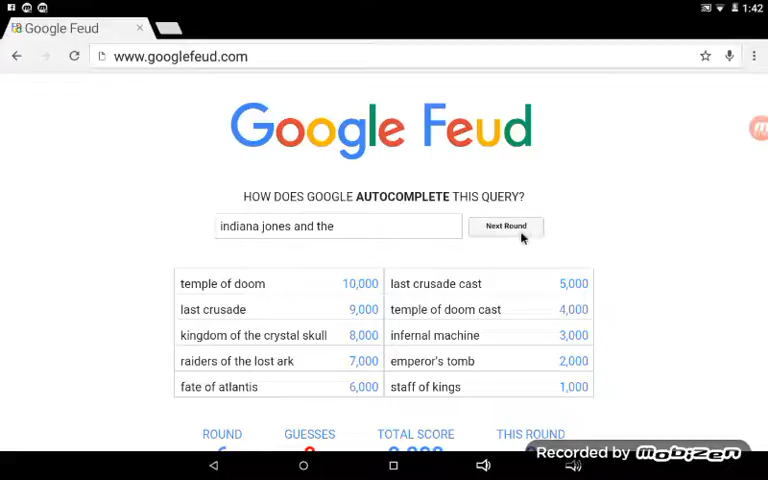 1:42
Google Feud
www.googlefeud.com
Google Feud
HOW DOES GOOGLE AUTOCOMPLETE THIS QUERY?
indiana jones and the
Next Round
temple of doom 10,000 last crusade cast 5,000
last crusade 9,000 temple of doom cast 4,000
kingdom of the crystal skull 8,000 infernal machine 3,000
raiders of the lost ark 7,000 emperor's tomb 2,000
fate of atlantis 6,000 staff of kings 1,000
ROUND GUESSES TOTAL SCORE THIS ROUND
Recorded by mobizen